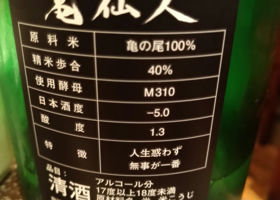 亀仙人
原料米 亀の尾100%
精米歩合 40%
使用酵母 M310
日本酒度 -5.0
酸度 1.3
特徴 人生惑わず
無事が一番
品目:
清酒
アルコール分
17度以上18度未満